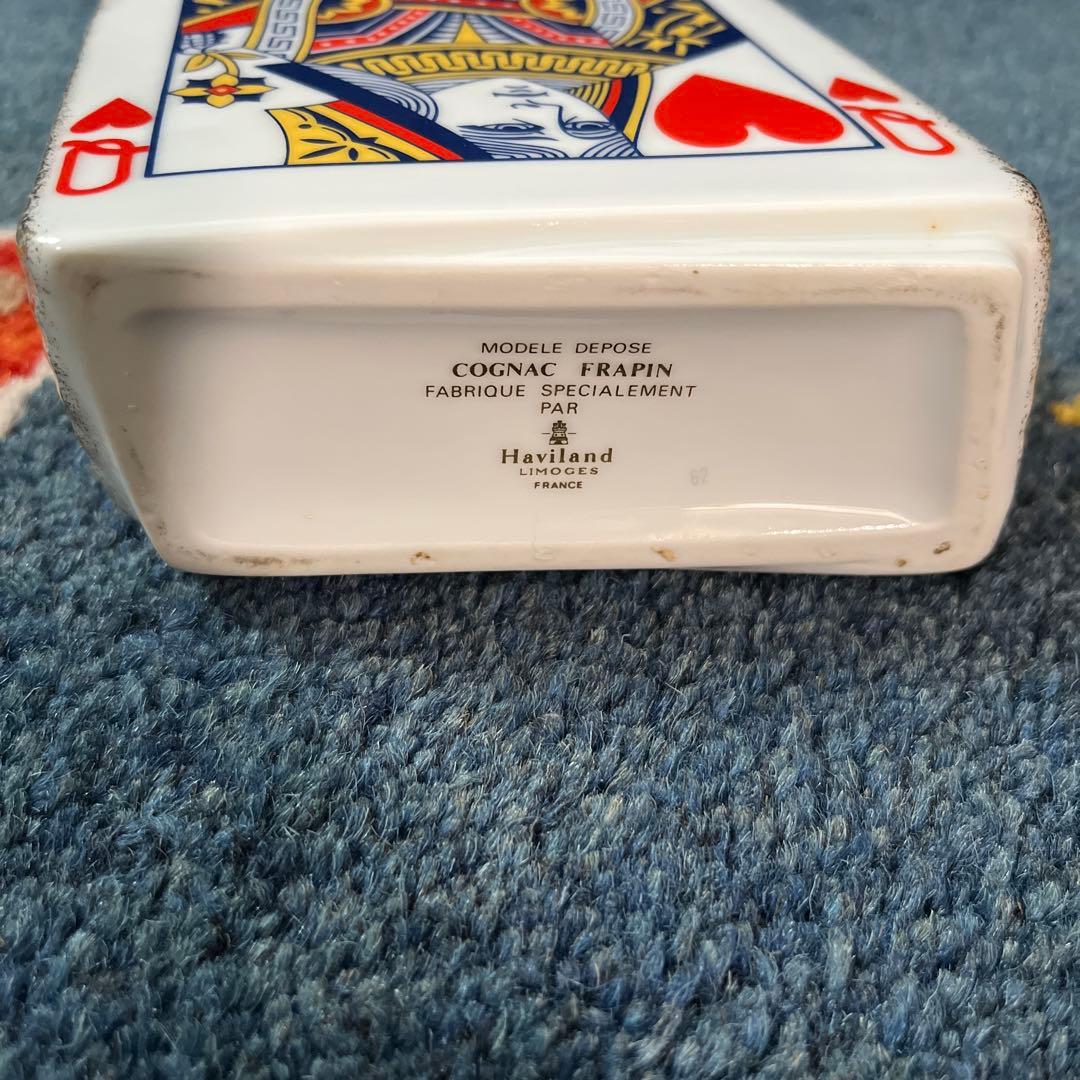 Q Q
MODELE DEPOSE
COGNAC FRAPIN
FABRIQUE SPECIALEMENT
PAR
Haviland
LIMOGES
FRANCE
62